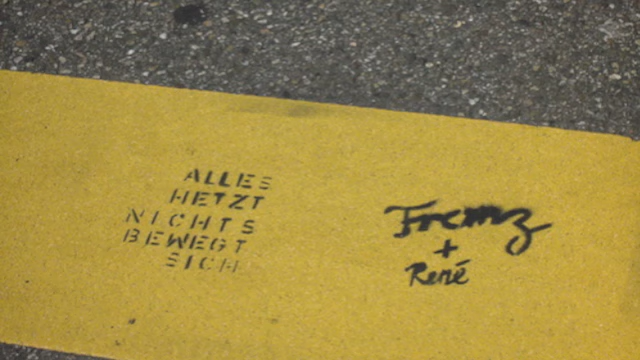 ALLES
HETZT
NICHTS
BEWEGT
SICH
Franz
+
René